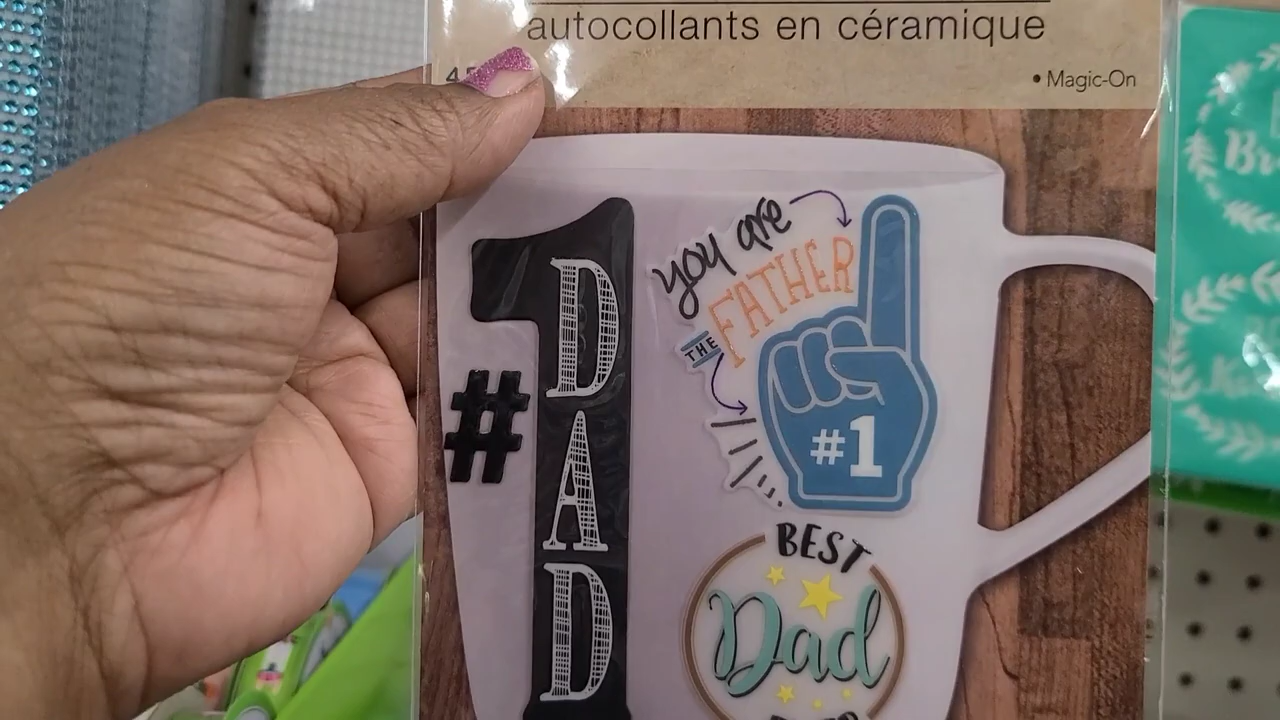 autocollants en céramique
• Magic-On
#1
DAD
you are
THE FATHER
#1
BEST
Dad